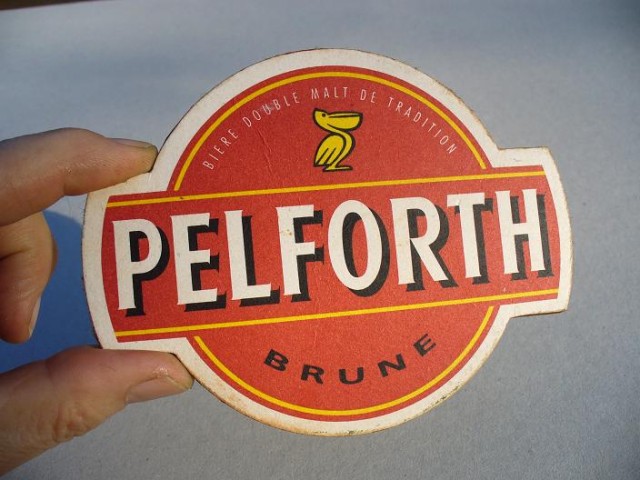 BIERE DOUBLE MALT DE TRADITION
PELFORTH
BRUNE